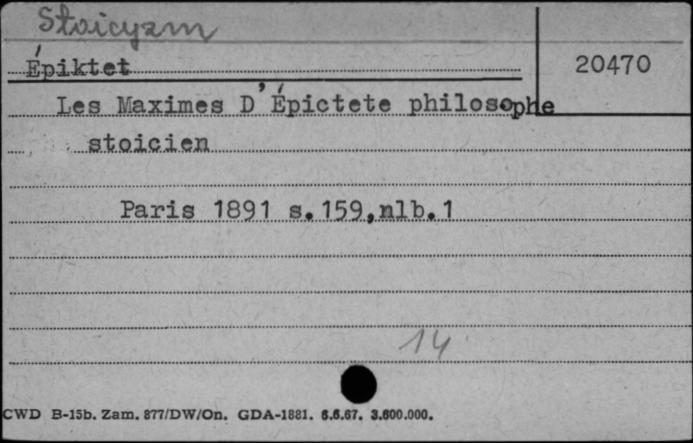 Stoicyzm
Épiktet
20470
Les Maximes D'Épictete philosophe
stoicien
Paris 1891 s.159,nlb.1
14
CWD B-15b. Zam. 877/DW/On. GDA-1881. 6.6.67. 3.600.000.